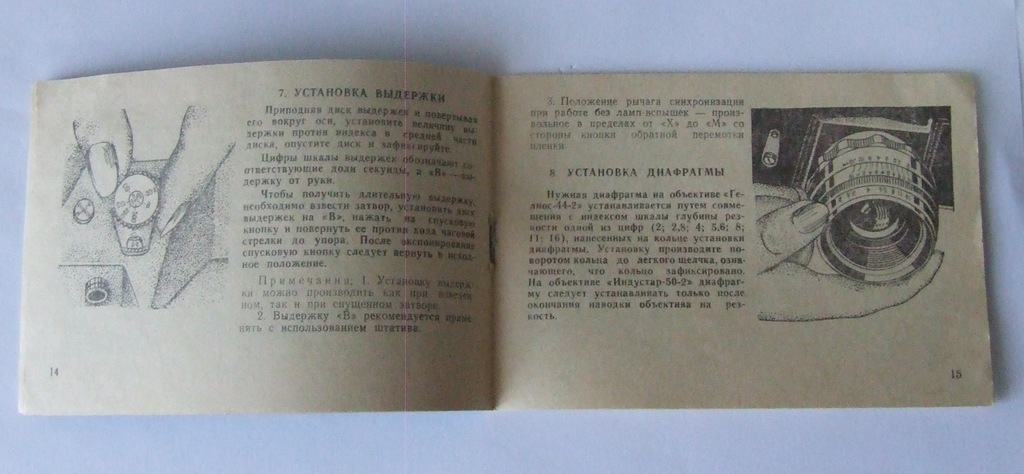 7. УСТАНОВКА ВЫДЕРЖКИ
Приподняв диск выдержек и повертывая
его вокруг оси, установите величину вы-
держки против индекса в средней части
диска, опустите диск и зафиксируйте.
Цифры шкалы выдержек обозначают со-
ответствующие доли секунды, а «В» — вы-
держку от руки.
Чтобы получить длительную выдержку,
необходимо взвести затвор, установить диск
выдержек на «В», нажать на спусковую
кнопку и повернуть ее против хода часовой
стрелки до упора. После экспонирования
спусковую кнопку следует вернуть в исход-
ное положение.
Примечания: 1. Установку выдерж-
ки можно производить как при взведен-
ном, так и при спущенном затворе.
2. Выдержку «В» рекомендуется приме-
нять с использованием штатива.
14
3. Положение рычага синхронизации
при работе без ламп-вспышек — произ-
вольное в пределах от «Х» до «М» со
стороны кнопки обратной перемотки
пленки
8. УСТАНОВКА ДИАФРАГМЫ
Нужная диафрагма на объективе «Ге-
лиос-44-2» устанавливается путем совме-
щения с индексом шкалы глубины рез-
кости одной из цифр (2; 2,8; 4; 5,6; 8;
11; 16), нанесенных на кольце установки
диафрагмы. Установку производите по-
воротом кольца до легкого щелчка, озна-
чающего, что кольцо зафиксировано.
На объективе «Индустар-50-2» диафраг-
му следует устанавливать только после
окончания наводки объектива на рез-
кость.
15